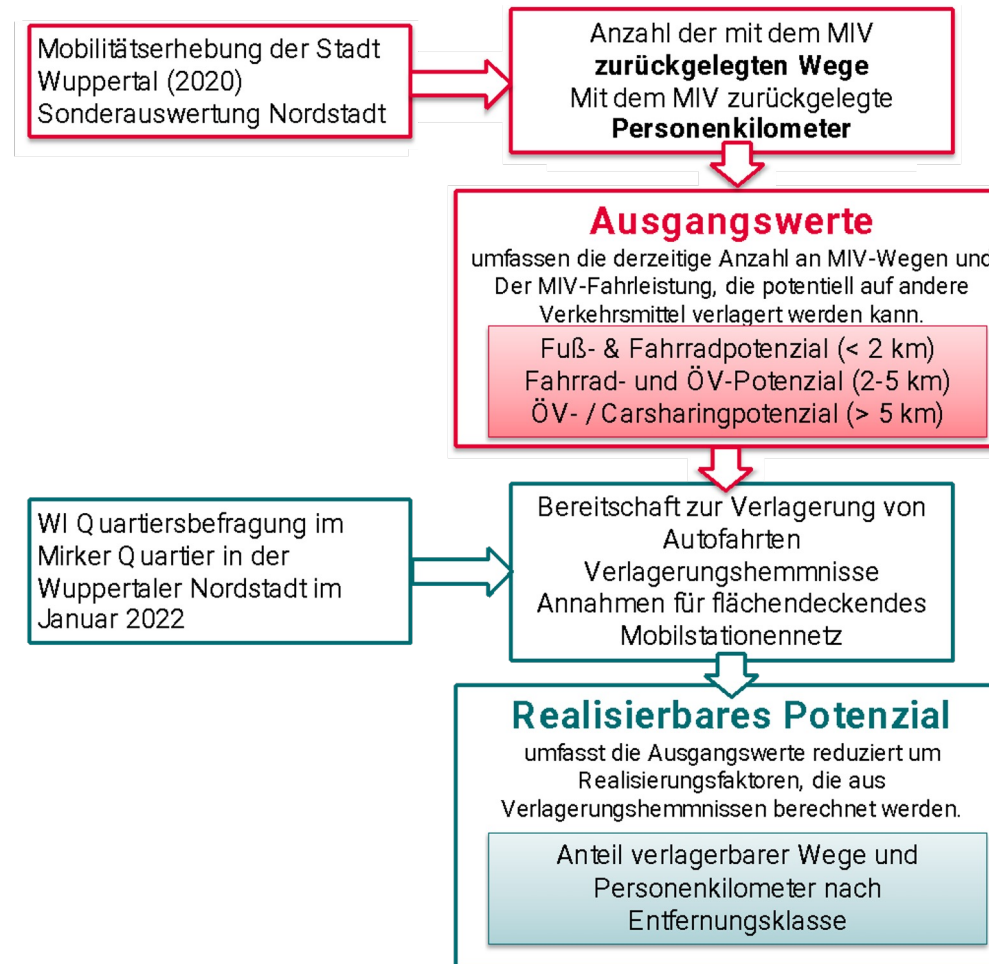 Mobilitätserhebung der Stadt
Wuppertal (2020)
Sonderauswertung Nordstadt
Anzahl der mit dem MIV
zurückgelegten Wege
Mit dem MIV zurückgelegte
Personenkilometer
Ausgangswerte
umfassen die derzeitige Anzahl an MIV-Wegen und
Der MIV-Fahrleistung, die potentiell auf andere
Verkehrsmittel verlagert werden kann.
Fuß- & Fahrradpotenzial (< 2 km)
Fahrrad- und ÖV-Potenzial (2-5 km)
ÖV- / Carsharingpotenzial (> 5 km)
WI Quartiersbefragung im
Mirker Quartier in der
Wuppertaler Nordstadt im
Januar 2022
Bereitschaft zur Verlagerung von
Autofahrten
Verlagerungshemmnisse
Annahmen für flächendeckendes
Mobilstationennetz
Realisierbares Potenzial
umfasst die Ausgangswerte reduziert um
Realisierungsfaktoren, die aus
Verlagerungshemmnissen berechnet werden.
Anteil verlagerbarer Wege und
Personenkilometer nach
Entfernungsklasse